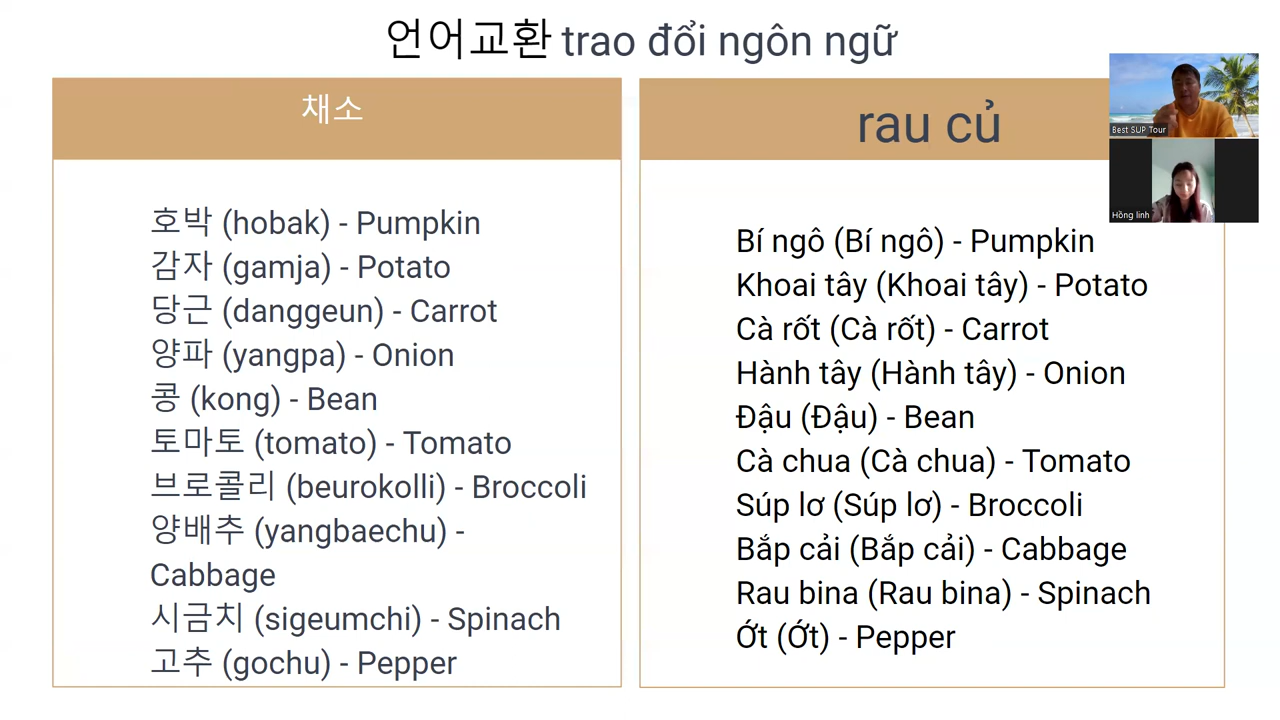 언어교환 trao đổi ngôn ngữ
채소
호박 (hobak) - Pumpkin
감자 (gamja) - Potato
당근 (danggeun) - Carrot
양파 (yangpa) - Onion
콩 (kong) - Bean
토마토 (tomato) - Tomato
브로콜리 (beurokolli) - Broccoli
양배추 (yangbaechu) -
Cabbage
시금치 (sigeumchi) - Spinach
고추 (gochu) - Pepper
rau củ
Bí ngô (Bí ngô) - Pumpkin
Khoai tây (Khoai tây) - Potato
Cà rốt (Cà rốt) - Carrot
Hành tây (Hành tây) - Onion
Đậu (Đậu) - Bean
Cà chua (Cà chua) - Tomato
Súp lơ (Súp lơ) - Broccoli
Bắp cải (Bắp cải) - Cabbage
Rau bina (Rau bina) - Spinach
Ớt (Ớt) - Pepper
Best SUP Tour
Hồng linh